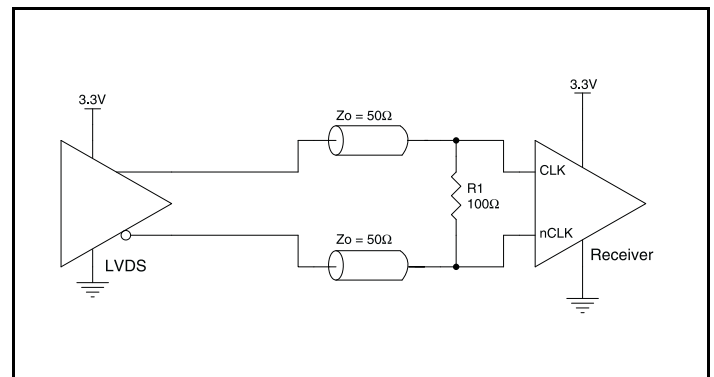 3.3V
3.3V
Zo = 50Ω
CLK
R1
100Ω
Zo = 50Ω
nCLK
Receiver
LVDS